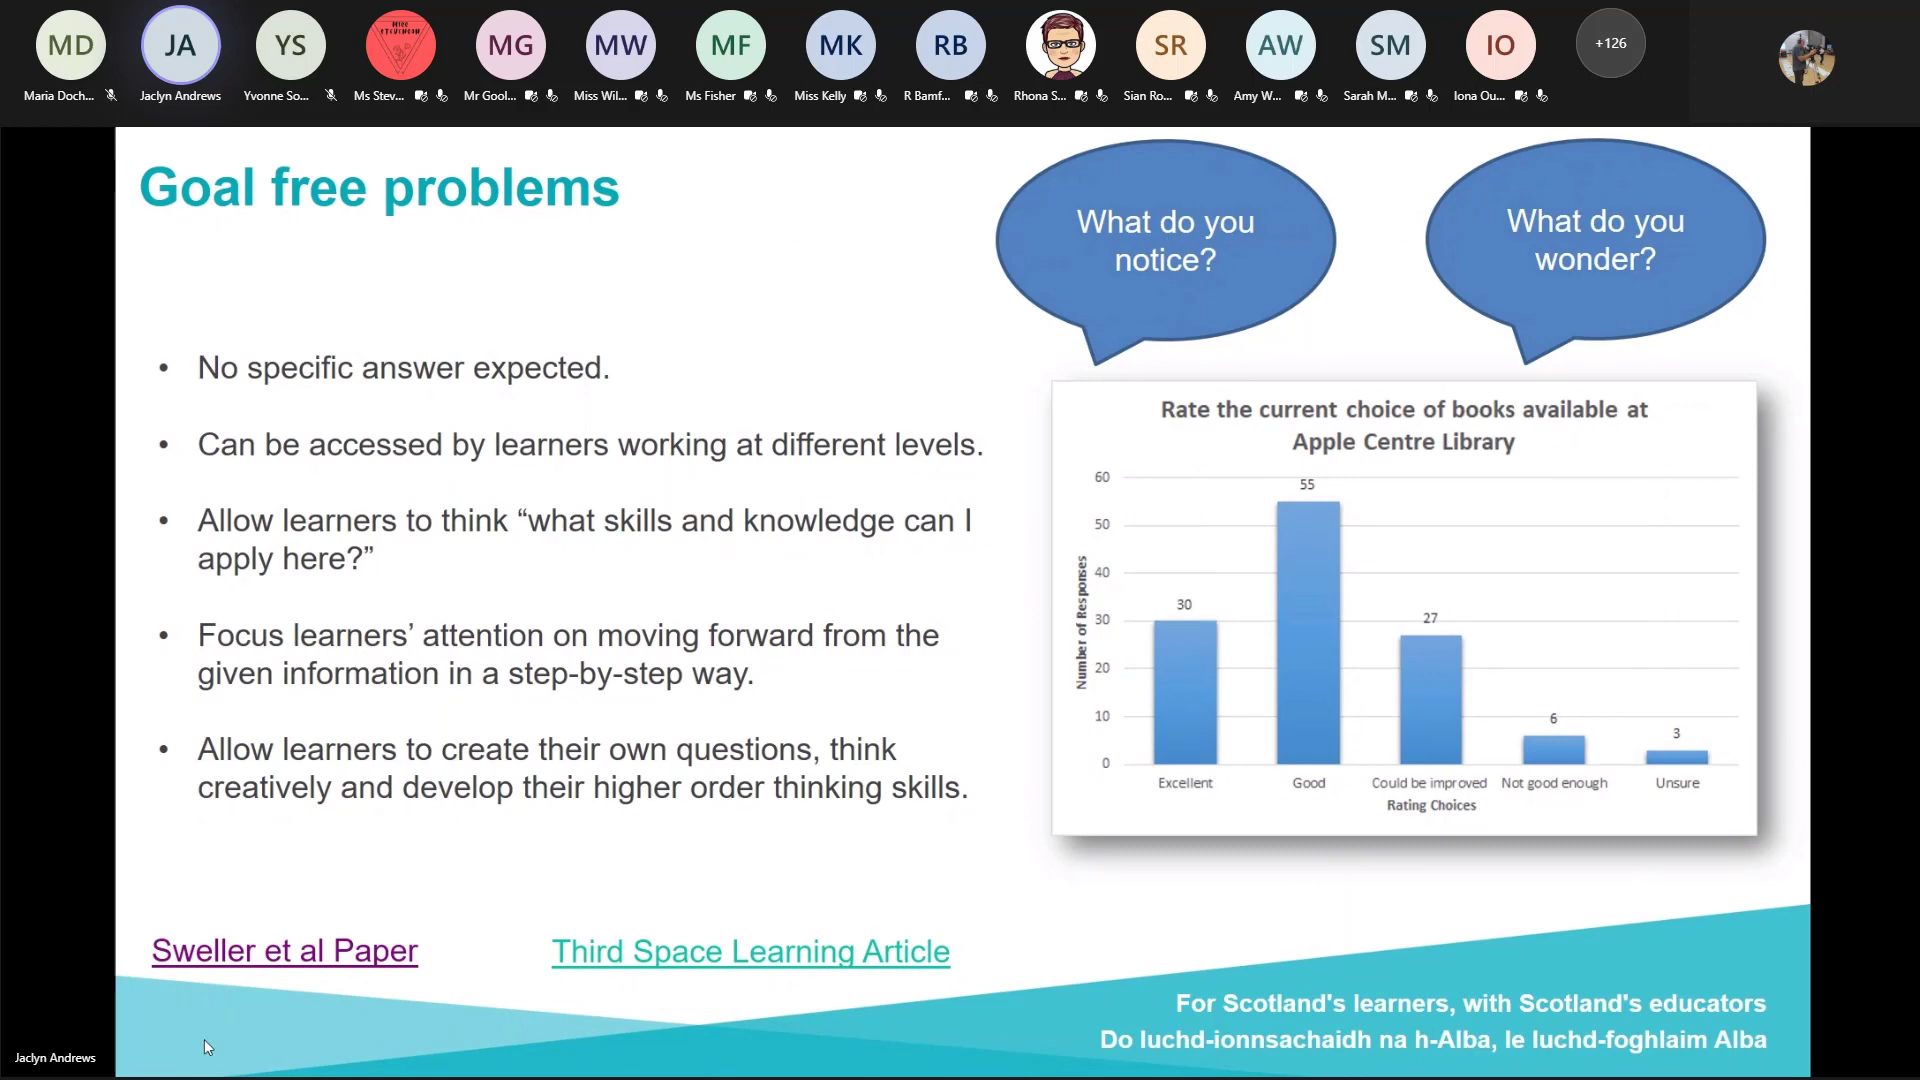 MD
JA
YS
MISS
STEVENSON
MG
MW
MF
MK
RB
SR
AW
SM
IO
+126
Maria Doch...
Jaclyn Andrews
Yvonne So...
Ms Stev...
Mr Gool...
Miss Wil...
Ms Fisher
Miss Kelly
R Bamf...
Rhona S...
Sian Ro...
Amy W...
Sarah M...
Iona Ou...
Goal free problems
What do you
notice?
What do you
wonder?
• No specific answer expected.
• Can be accessed by learners working at different levels.
• Allow learners to think “what skills and knowledge can I
apply here?”
• Focus learners’ attention on moving forward from the
given information in a step-by-step way.
• Allow learners to create their own questions, think
creatively and develop their higher order thinking skills.
Rate the current choice of books available at
Apple Centre Library
Number of Responses
60
50
40
30
20
10
0
30
55
27
6
3
Excellent
Good
Could be improved
Not good enough
Unsure
Rating Choices
Sweller et al Paper
Third Space Learning Article
For Scotland's learners, with Scotland's educators
Do luchd-ionnsachaidh na h-Alba, le luchd-foghlaim Alba
Jaclyn Andrews